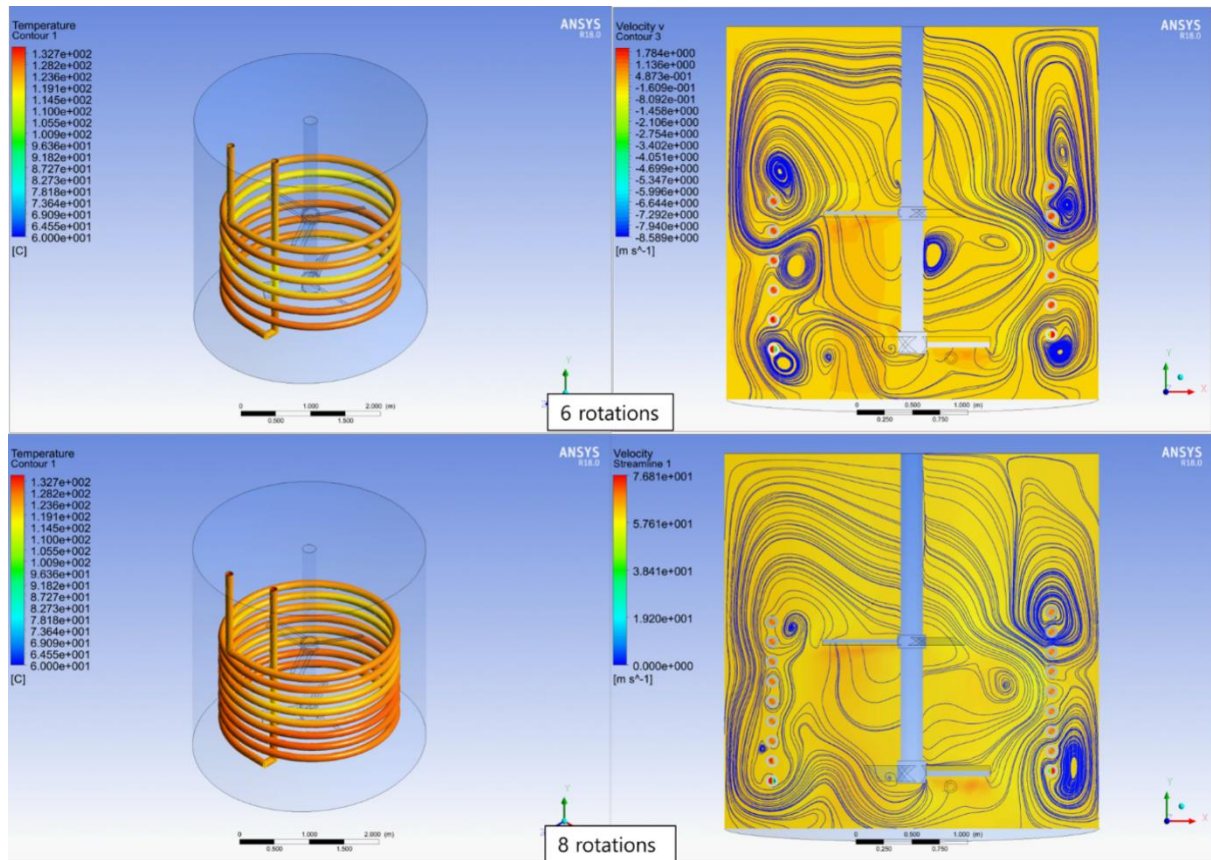 Temperature
Contour 1
1.327e+002
1.282e+002
1.236e+002
1.191e+002
1.145e+002
1.100e+002
1.055e+002
1.009e+002
9.636e+001
9.182e+001
8.727e+001
8.273e+001
7.818e+001
7.364e+001
6.909e+001
6.455e+001
6.000e+001
[C]
ANSYS
R18.0
Y
0 1.000 2.000 (m)
0.500 1.500
Velocity v
Contour 3
1.784e+000
1.136e+000
4.873e-001
-1.609e-001
-8.092e-001
-1.458e+000
-2.106e+000
-2.754e+000
-3.402e+000
-4.051e+000
-4.699e+000
-5.347e+000
-5.996e+000
-6.644e+000
-7.292e+000
-7.940e+000
-8.589e+000
[m s^-1]
ANSYS
R18.0
Y
X
0 0.500 1.000 (m)
0.250 0.750
6 rotations
Temperature
Contour 1
1.327e+002
1.282e+002
1.236e+002
1.191e+002
1.145e+002
1.100e+002
1.055e+002
1.009e+002
9.636e+001
9.182e+001
8.727e+001
8.273e+001
7.818e+001
7.364e+001
6.909e+001
6.455e+001
6.000e+001
[C]
ANSYS
R18.0
Y
0 1.000 2.000 (m)
0.500 1.500
Velocity
Streamline 1
7.681e+001
5.761e+001
3.841e+001
1.920e+001
0.000e+000
[m s^-1]
ANSYS
R18.0
Y
X
0 0.500 1.000 (m)
0.250 0.750
8 rotations